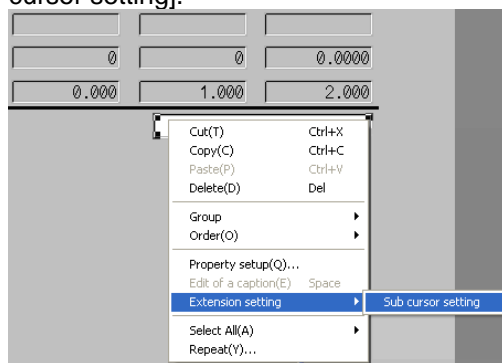 cursor setting].
0 0 0.0000
0.000 1.000 2.000
Cut(T) Ctrl+X
Copy(C) Ctrl+C
Paste(P) Ctrl+V
Delete(D) Del
Group
Order(O)
Property setup(Q)...
Edit of a caption(E) Space
Extension setting
Sub cursor setting
Select All(A)
Repeat(Y)...